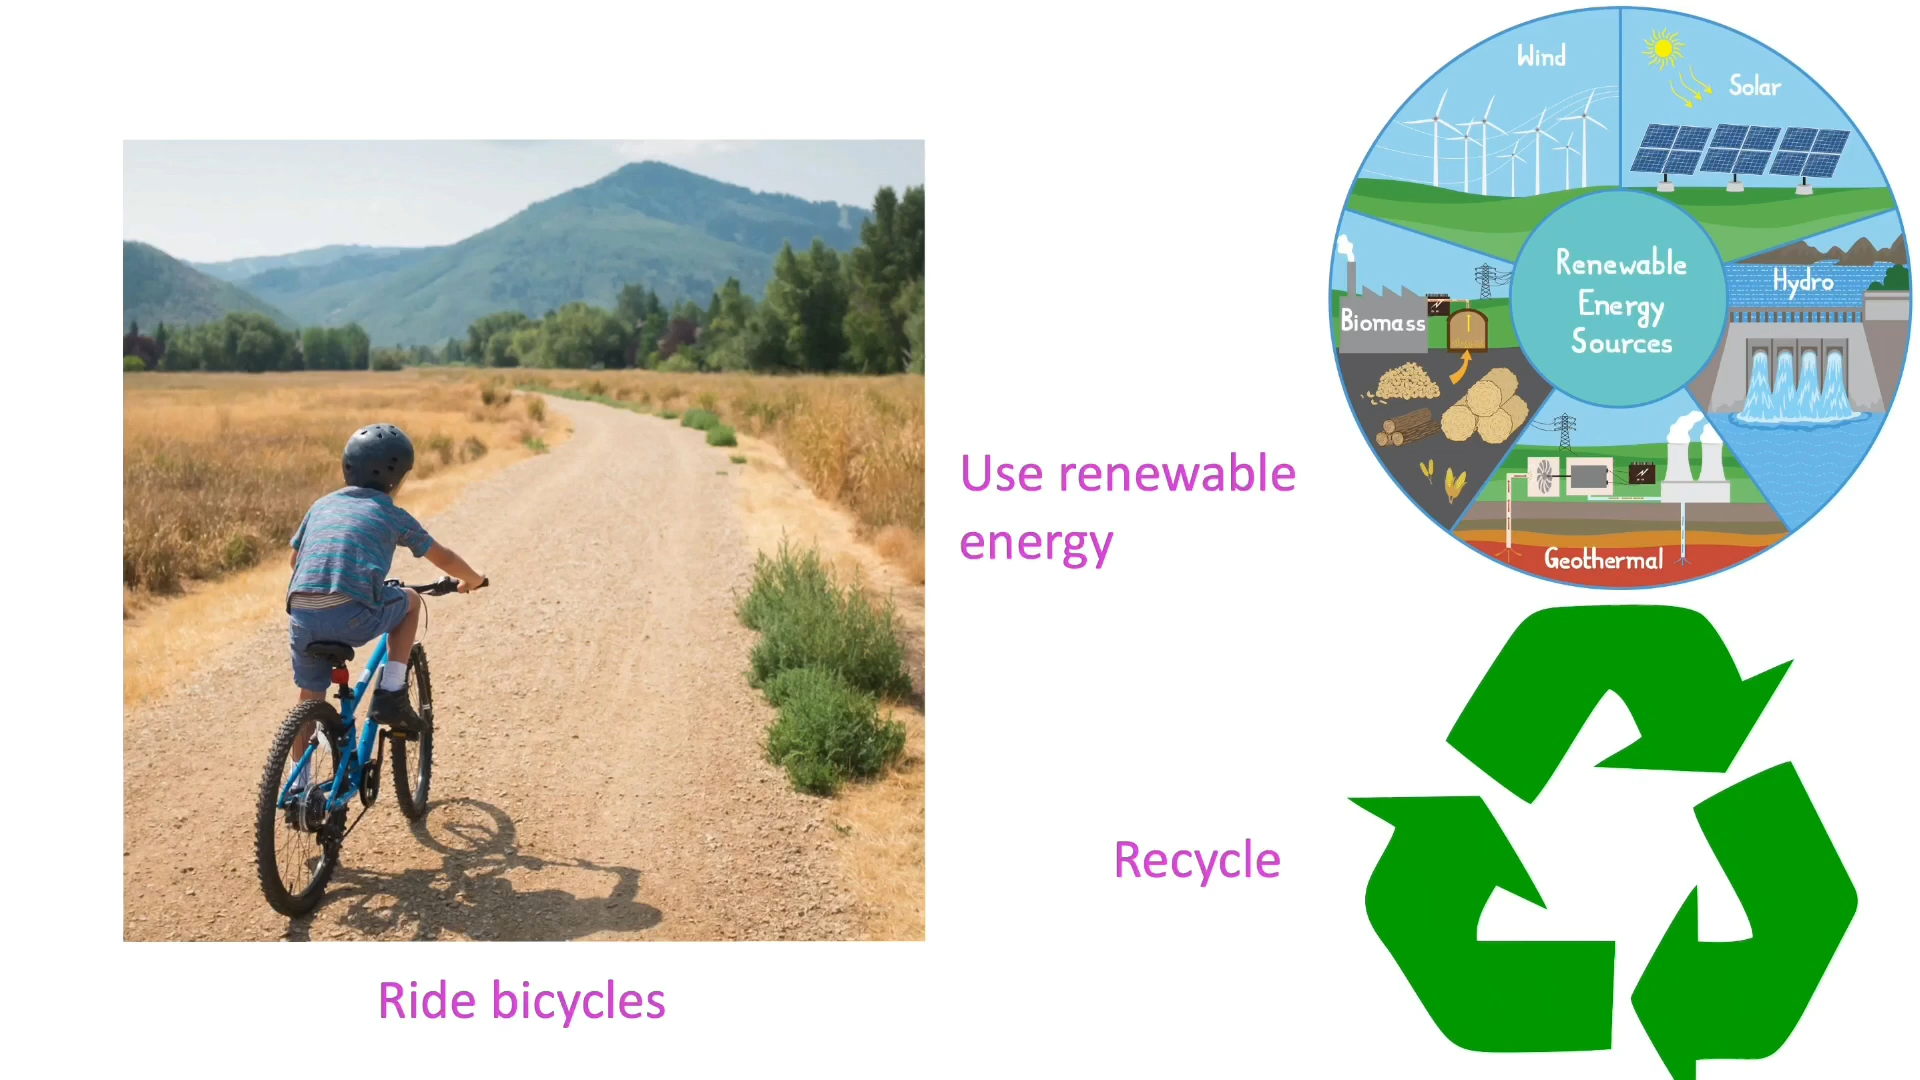 Wind
Solar
Renewable
Energy
Sources
Hydro
Biomass
Geothermal
Use renewable
energy
Recycle
Ride bicycles